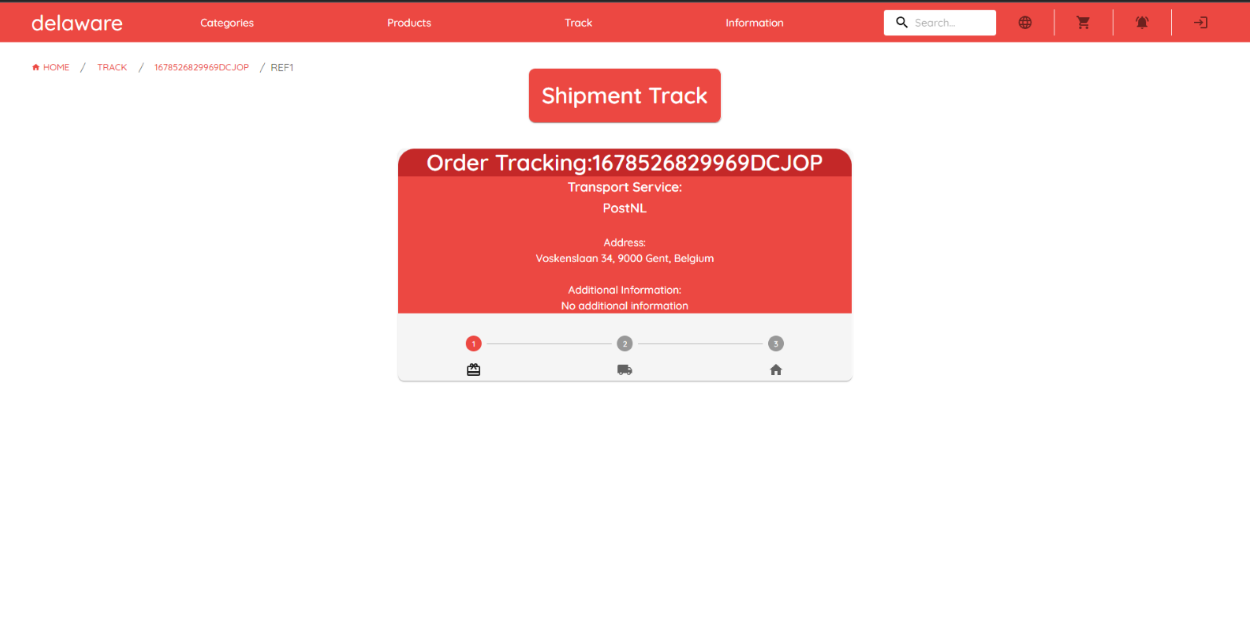 delaware Categories Products Track Information Search...
HOME / TRACK / 1678526829969DCJOP / REF1
Shipment Track
Order Tracking:1678526829969DCJOP
Transport Service:
PostNL
Address:
Voskenslaan 34, 9000 Gent, Belgium
Additional Information:
No additional information
1 2 3